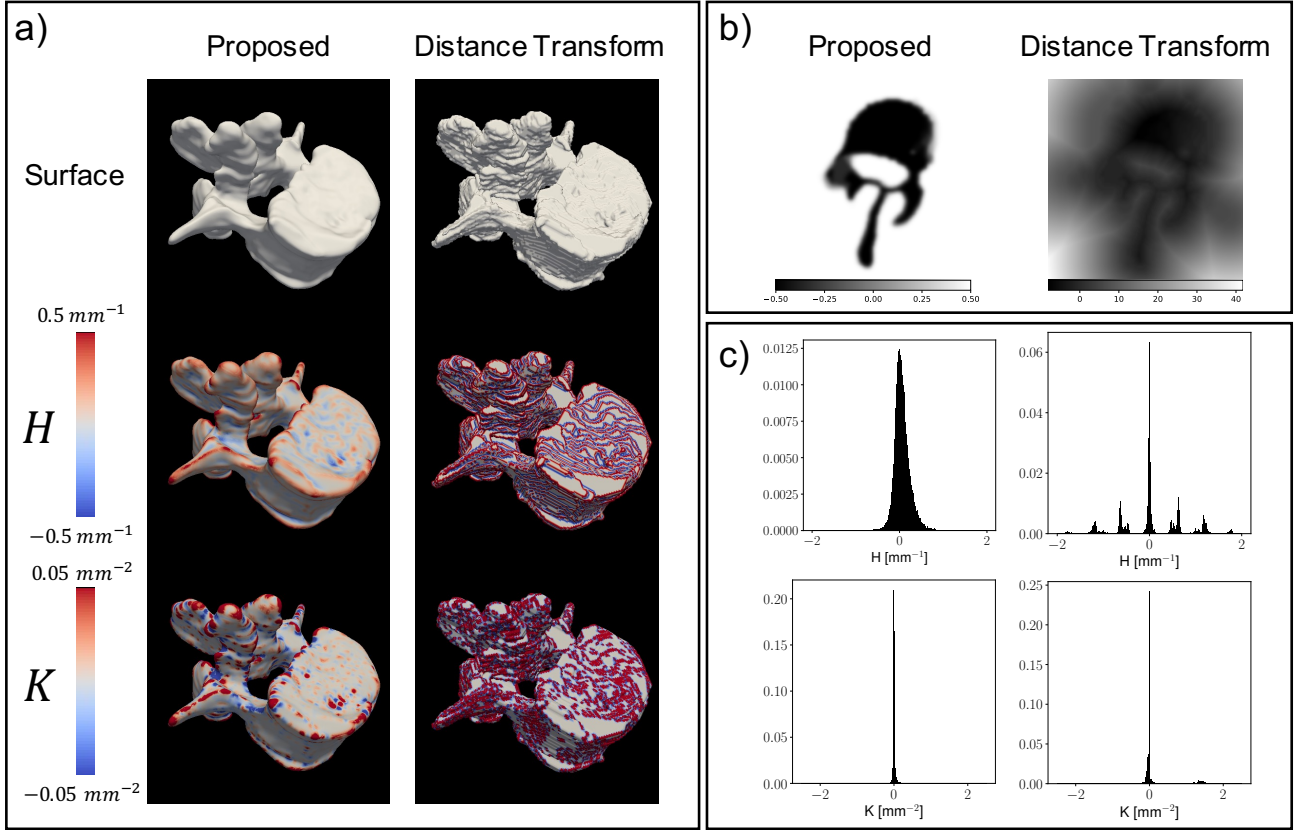 a)
Proposed
Distance Transform
Surface
0.5 mm⁻¹
H
−0.5 mm⁻¹
0.05 mm⁻²
K
−0.05 mm⁻²
b)
Proposed
Distance Transform
−0.50 −0.25 0.00 0.25 0.50
0 10 20 30 40
c)
0.0125
0.0100
0.0075
0.0050
0.0025
0.0000
−2 0 2
H [mm⁻¹]
0.06
0.04
0.02
0.00
−2 0 2
H [mm⁻¹]
0.20
0.15
0.10
0.05
0.00
−2 0 2
K [mm⁻²]
0.25
0.20
0.15
0.10
0.05
0.00
−2 0 2
K [mm⁻²]